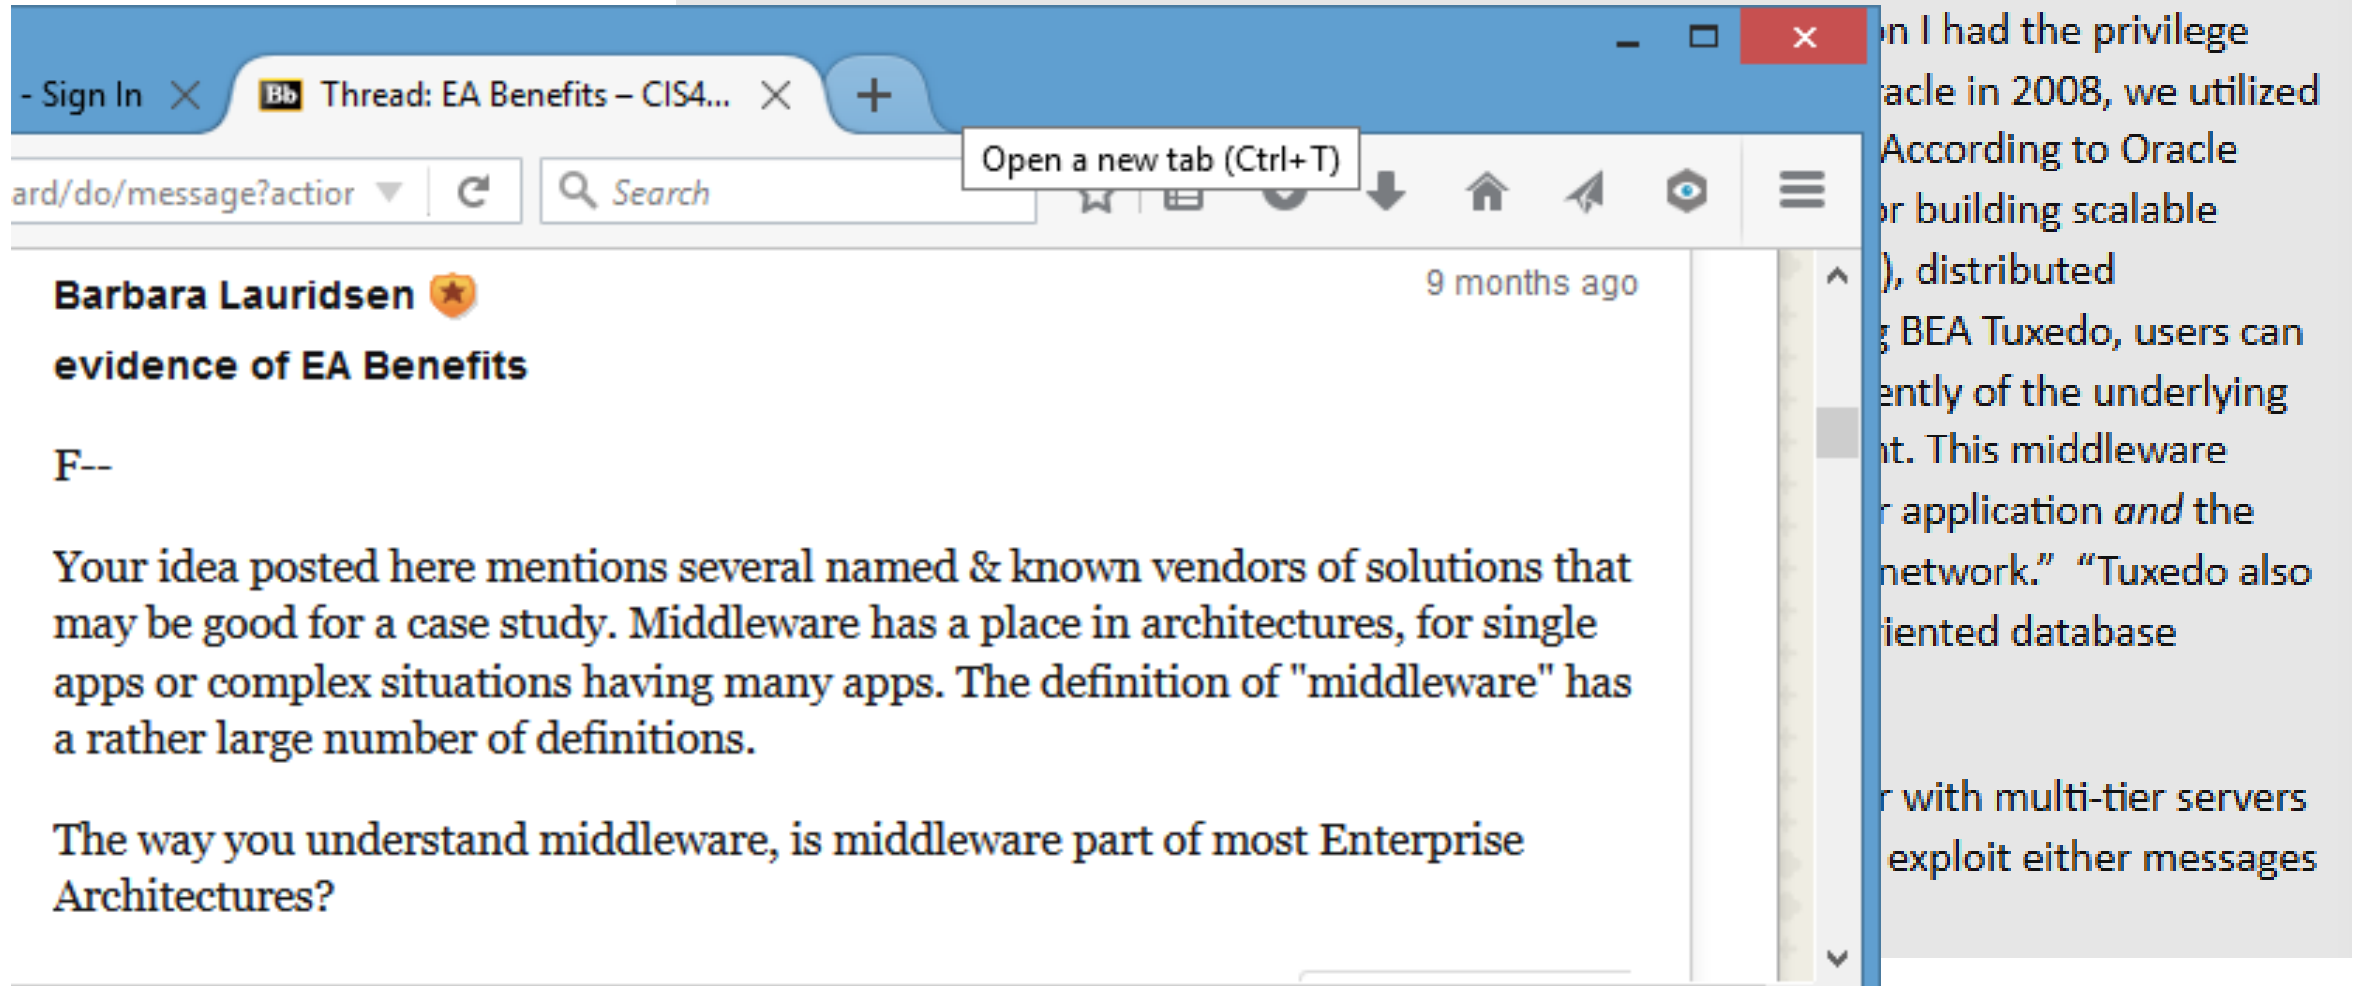 - Sign In
Bb Thread: EA Benefits – CIS4...
Open a new tab (Ctrl+T)
ard/do/message?action
Search
Barbara Lauridsen
9 months ago
evidence of EA Benefits
F--
Your idea posted here mentions several named & known vendors of solutions that
may be good for a case study. Middleware has a place in architectures, for single
apps or complex situations having many apps. The definition of "middleware" has
a rather large number of definitions.
The way you understand middleware, is middleware part of most Enterprise
Architectures?
I had the privilege
in 2008, we utilized
According to Oracle
building scalable
), distributed
BEA Tuxedo, users can
of the underlying
This middleware
application and the
network.” “Tuxedo also
database
with multi-tier servers
exploit either messages